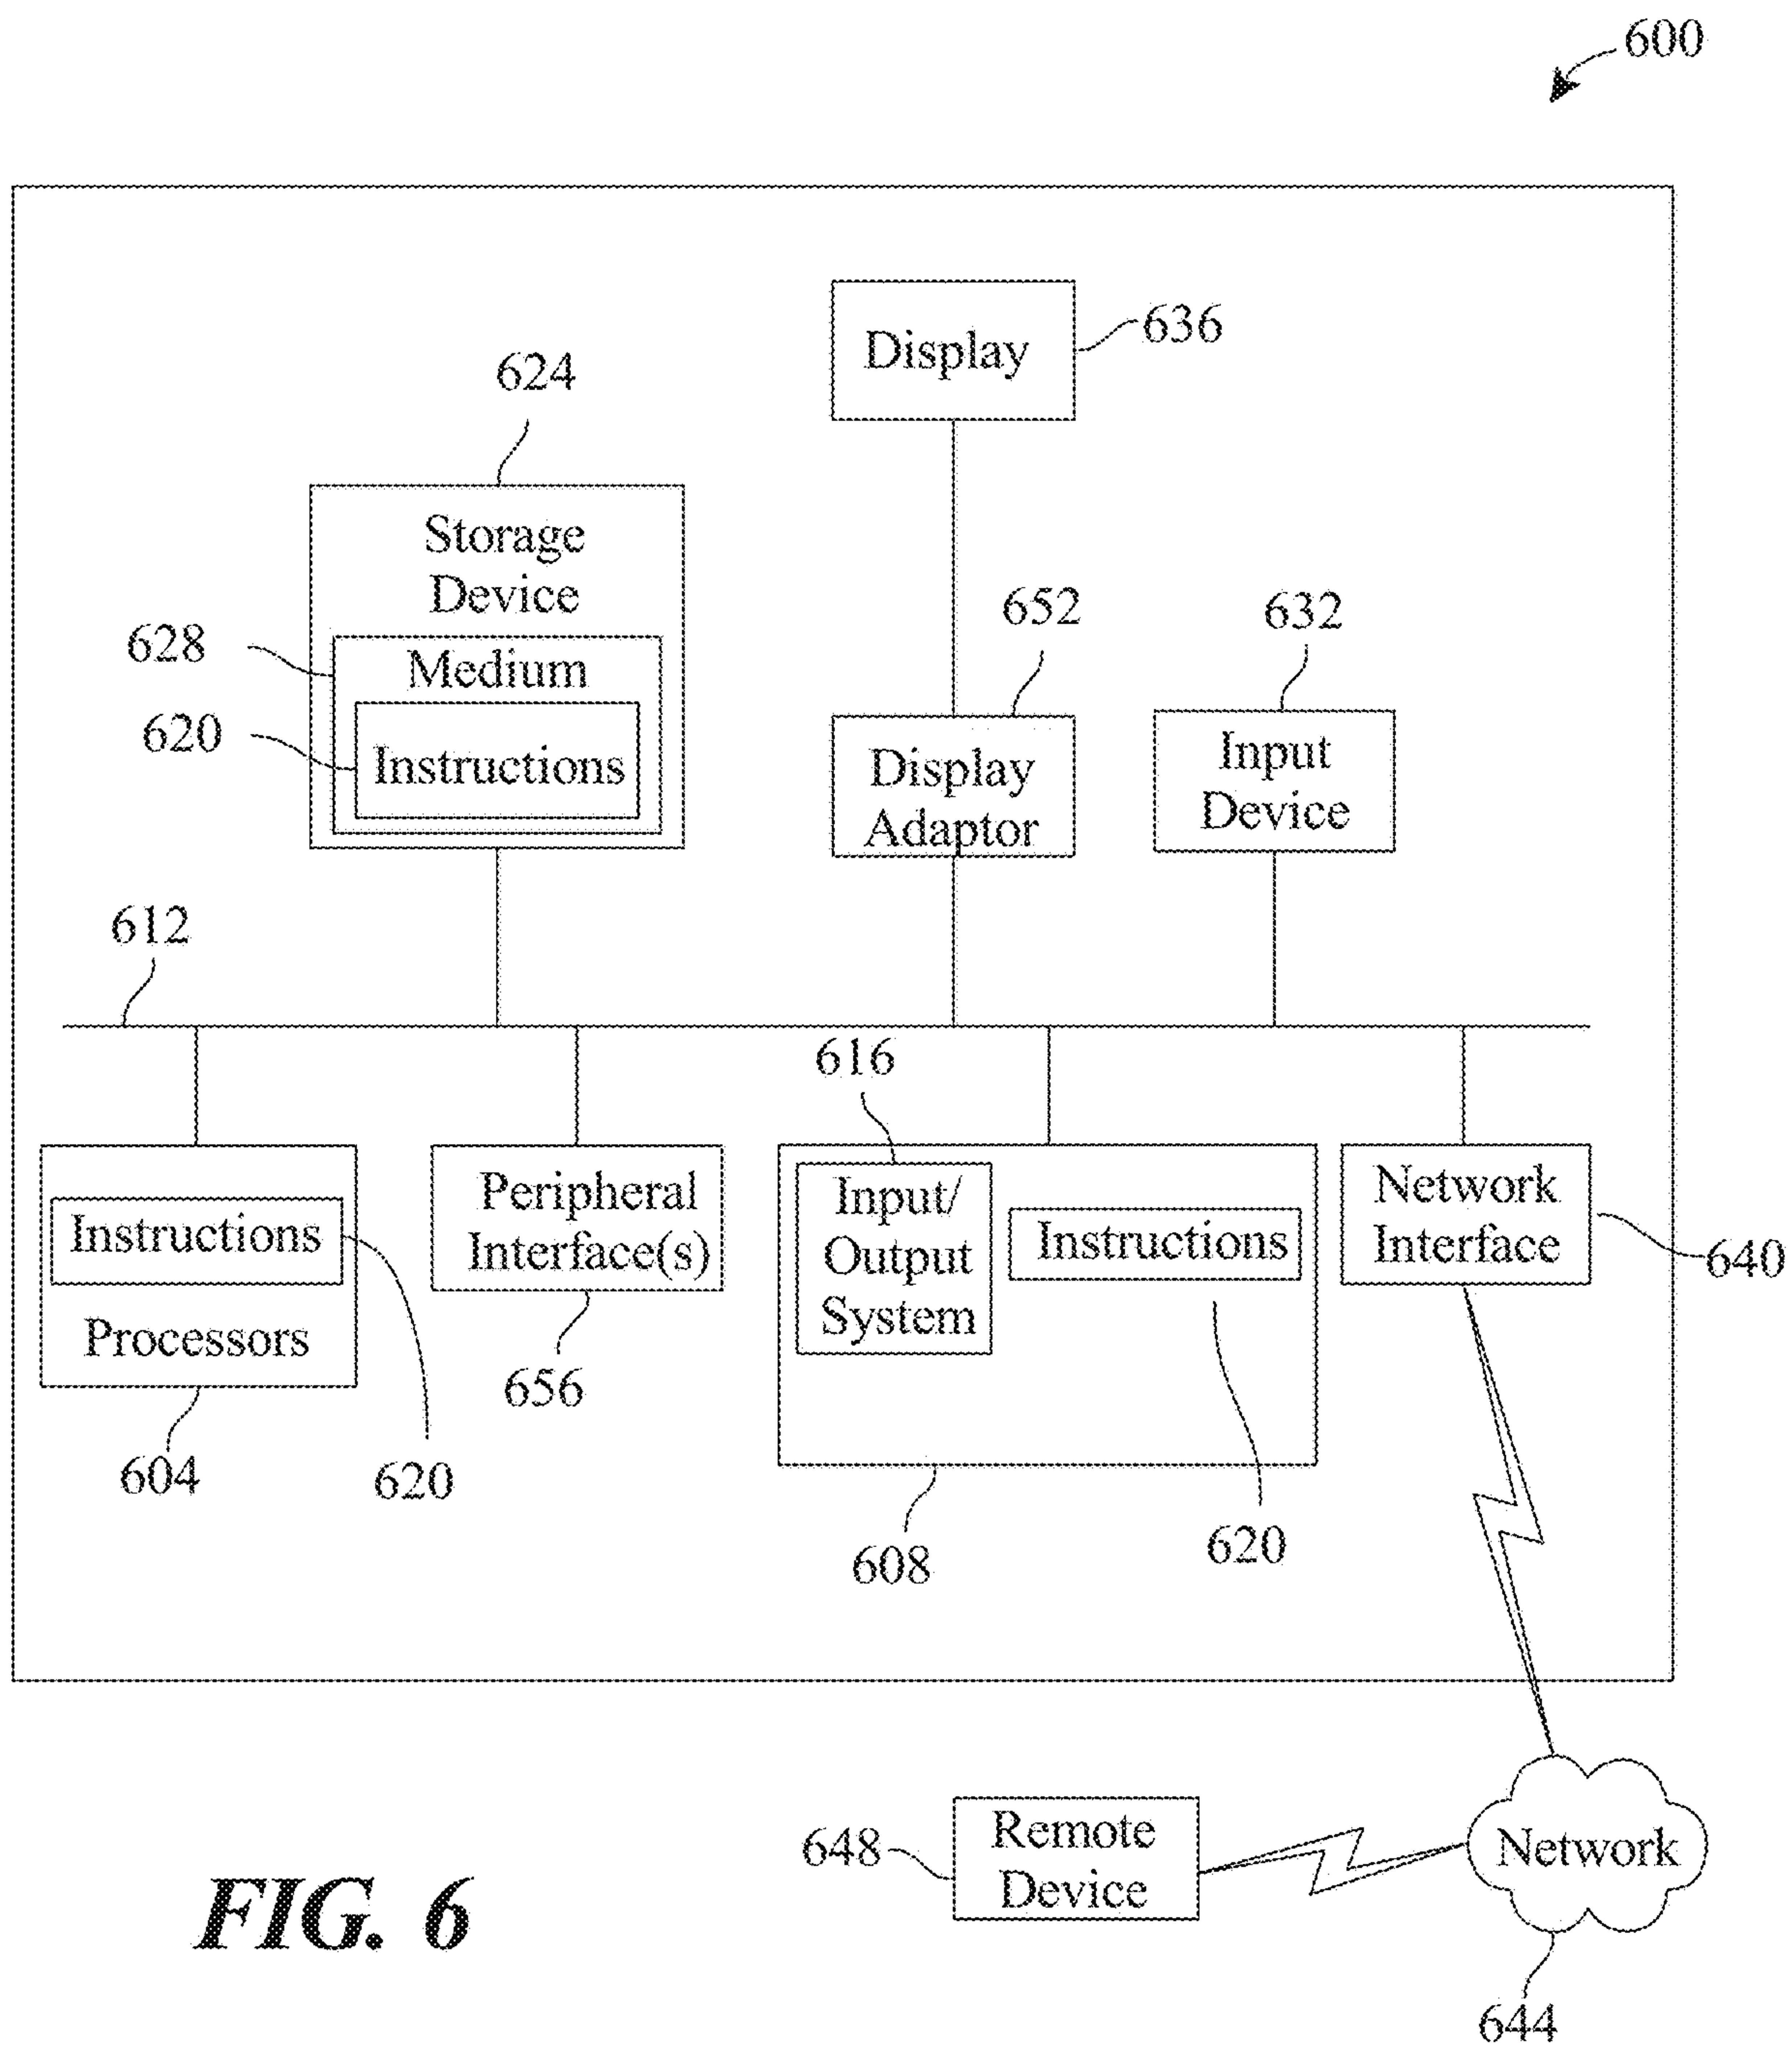 600
Display
636
624
Storage
Device
628
Medium
620
Instructions
652
Display
Adaptor
632
Input
Device
612
616
Instructions
Processors
604
620
Peripheral
Interface(s)
656
Input/
Output
System
Instructions
608
620
Network
Interface
640
648
Remote
Device
Network
644
FIG. 6